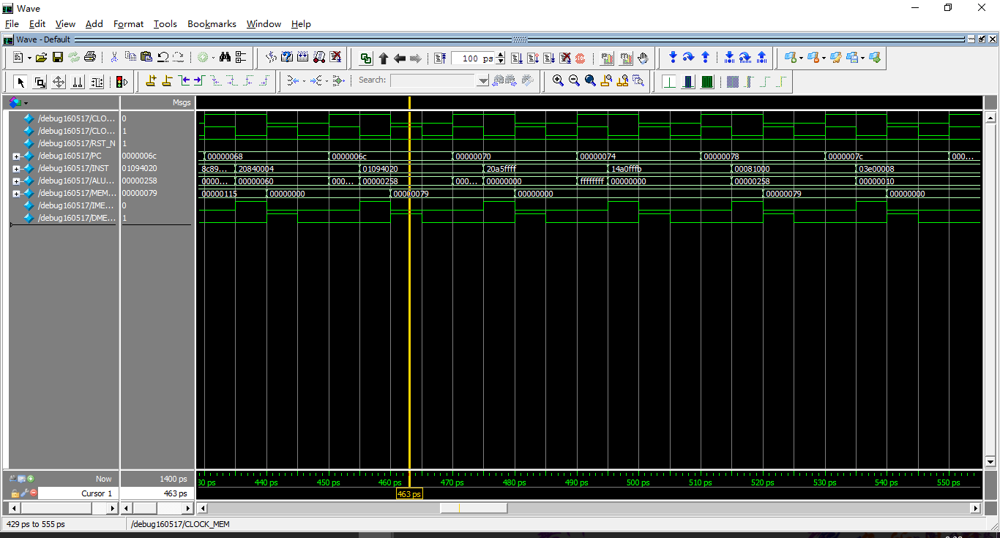 Wave
File Edit View Add Format Tools Bookmarks Window Help
Wave - Default
100 ps
Search:
Msgs
/debug160517/CLO... 0
/debug160517/CLO... 1
/debug160517/RST_N 1
/debug160517/PC 0000006c 00000068 0000006c 00000070 00000074 00000078 0000007c 000...
/debug160517/INST 01094020 8c89... 20840004 01094020 20a5ffff 14a0fffb 00081000 03e00008
/debug160517/ALU... 00000258 0000... 00000060 000... 00000258 000... 00000000 ffffffff 00000000 00000258 00000010
/debug160517/MEM... 00000079 00000115 00000000 00000079 00000000 00000079 00000000
/debug160517/IME... 0
/debug160517/DME... 1
Now 1400 ps 30 ps 440 ps 450 ps 460 ps 470 ps 480 ps 490 ps 500 ps 510 ps 520 ps 530 ps 540 ps 550 ps
Cursor 1 463 ps 463 ps
429 ps to 555 ps /debug160517/CLOCK_MEM